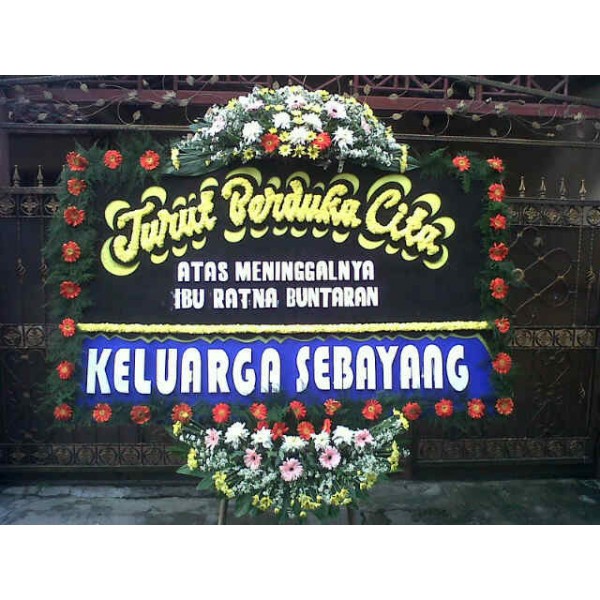 Turut Berduka Cita
ATAS MENINGGALNYA
IBU RATNA BUNTARAN
KELUARGA SEBAYANG